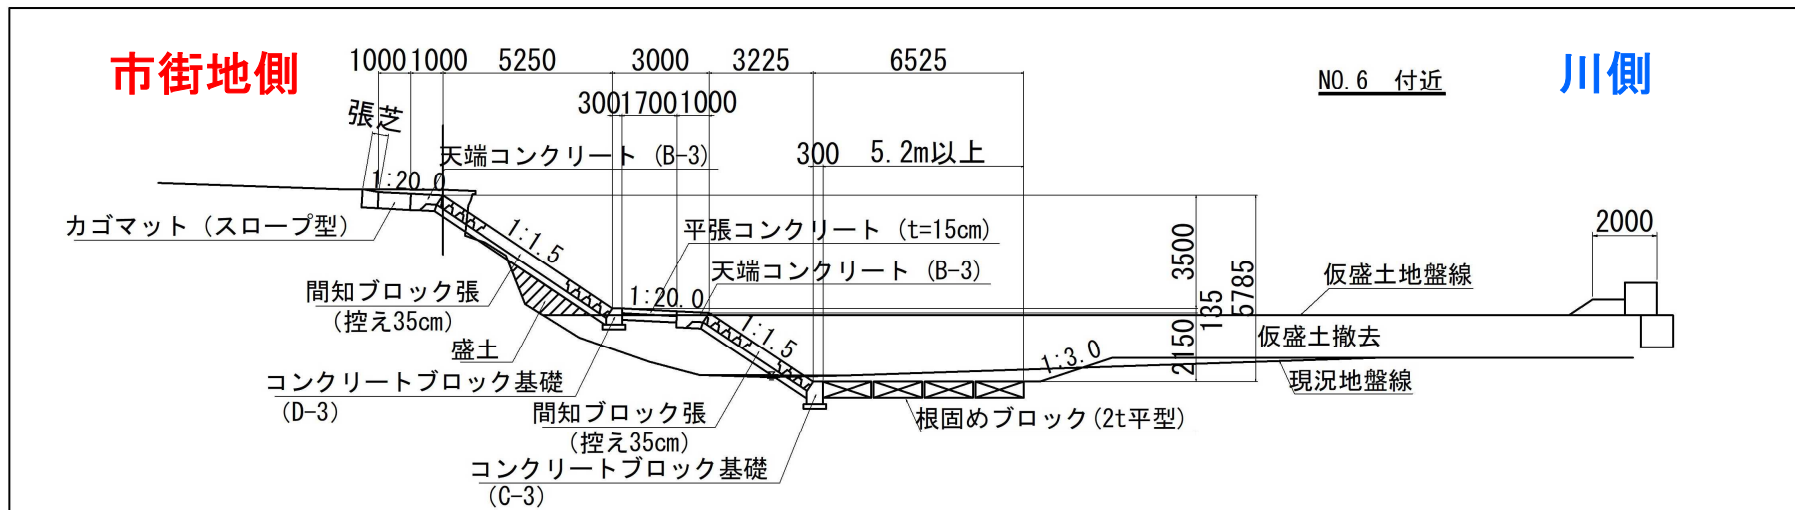 市街地側
1000
1000
5250
3000
3225
6525
NO.6 付近
川側
300
1700
1000
張芝
天端コンクリート (B-3)
300
5.2m以上
1:20.0
カゴマット (スロープ型)
1:1.5
平張コンクリート (t=15cm)
3500
2000
天端コンクリート (B-3)
仮盛土地盤線
間知ブロック張
(控え35cm)
1:20.0
135
5785
盛土
1:1.5
仮盛土撤去
1:3.0
2150
コンクリートブロック基礎
(D-3)
現況地盤線
間知ブロック張
(控え35cm)
根固めブロック(2t平型)
コンクリートブロック基礎
(C-3)